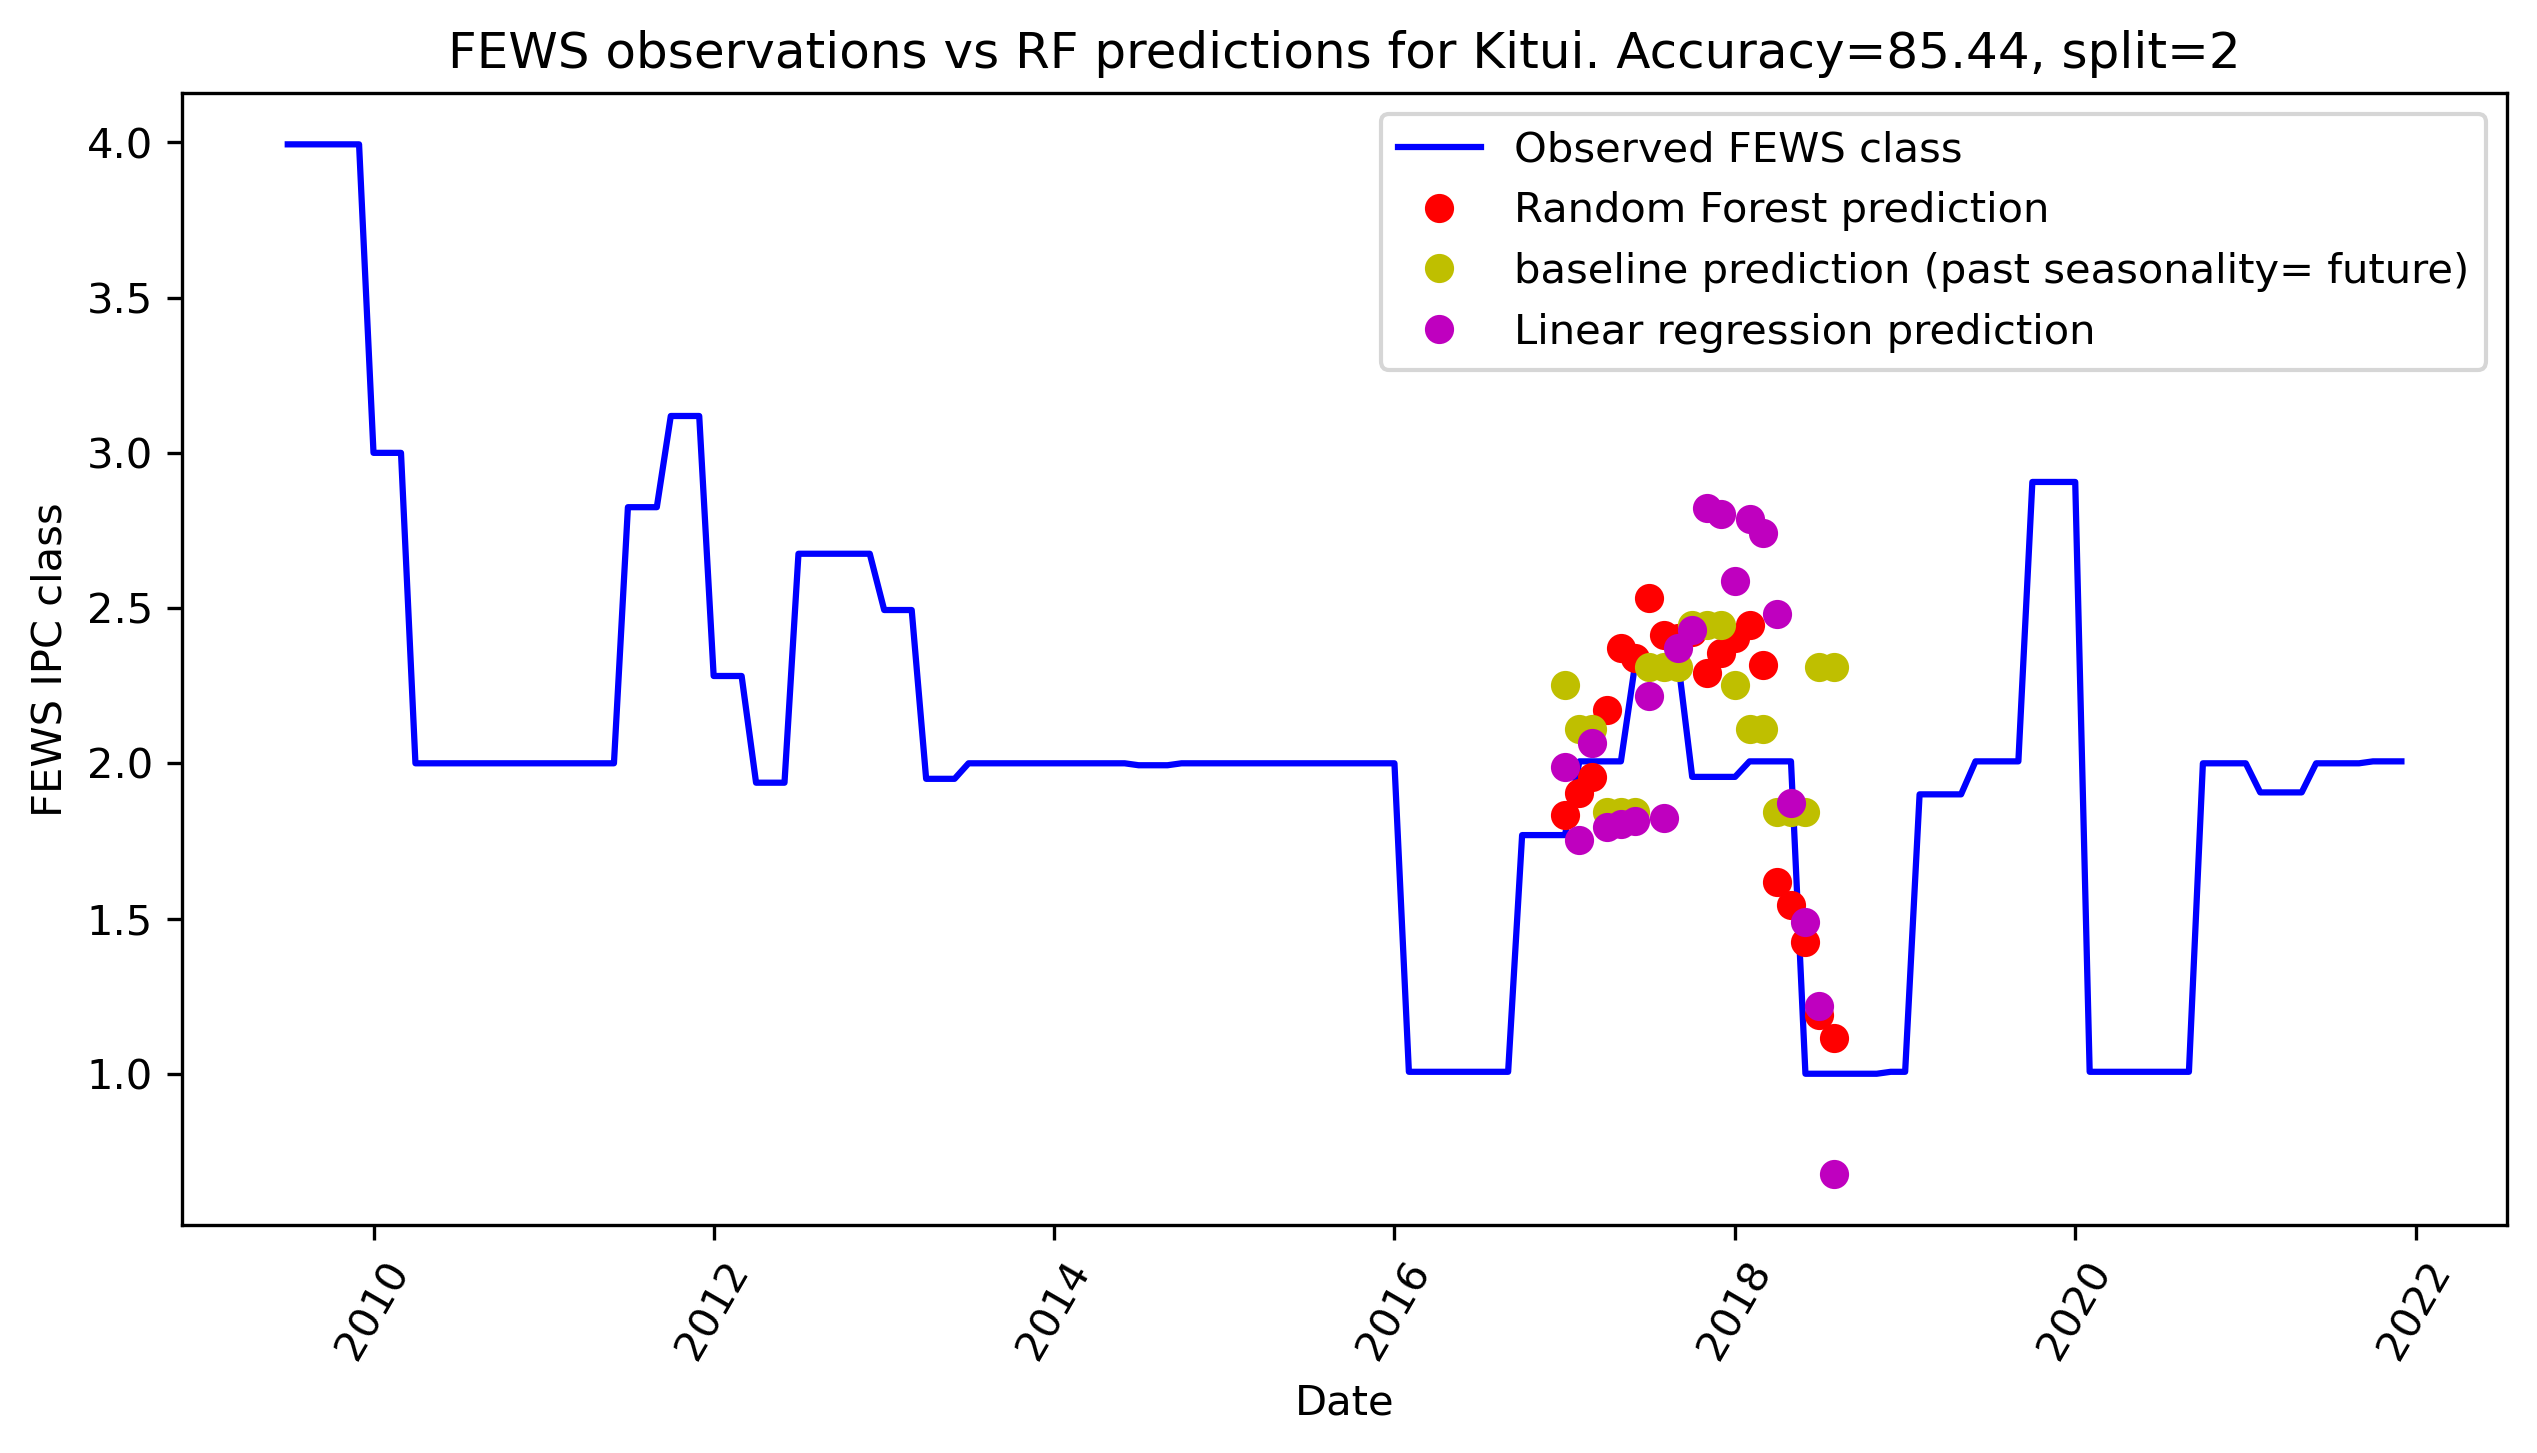 FEWS observations vs RF predictions for Kitui. Accuracy=85.44, split=2
Observed FEWS class
Random Forest prediction
baseline prediction (past seasonality= future)
Linear regression prediction
FEWS IPC class
4.0
3.5
3.0
2.5
2.0
1.5
1.0
2010
2012
2014
2016
2018
2020
2022
Date